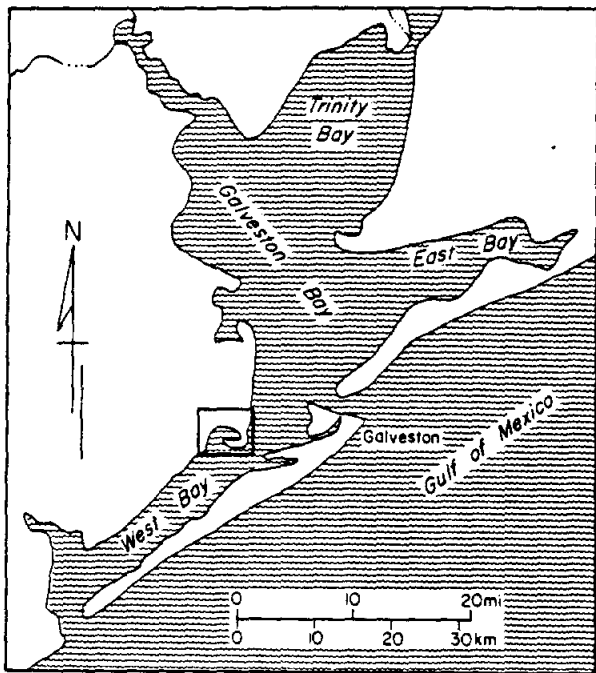 Trinity
Bay
Galveston
Bay
East Bay
N
Galveston
Gulf of Mexico
West Bay
0 10 20mi
0 10 20 30km